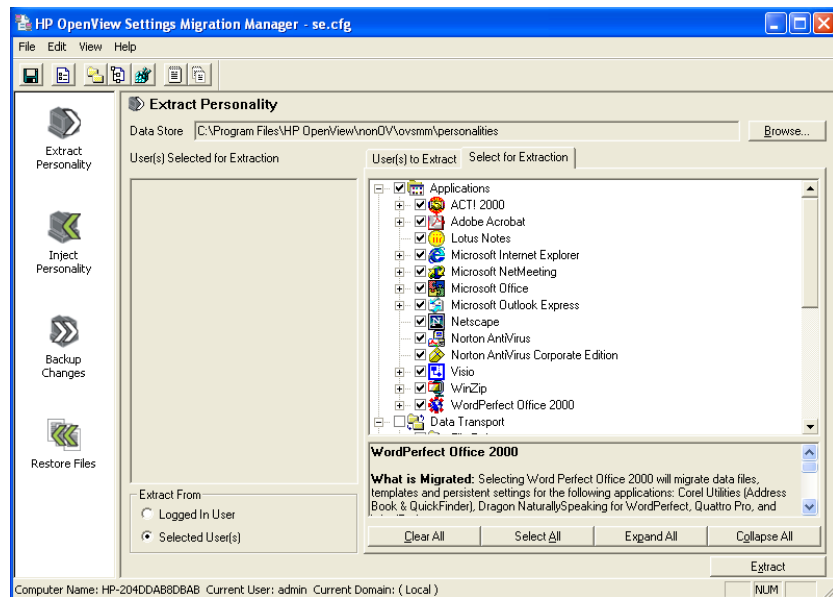 HP OpenView Settings Migration Manager - se.cfg
File Edit View Help
Extract Personality
Data Store C:\Program Files\HP OpenView\nonOV\ovsmm\personalities Browse...
User(s) Selected for Extraction
User(s) to Extract Select for Extraction
Extract
Personality
Inject
Personality
Backup
Changes
Restore Files
Applications
ACT! 2000
Adobe Acrobat
Lotus Notes
Microsoft Internet Explorer
Microsoft NetMeeting
Microsoft Office
Microsoft Outlook Express
Netscape
Norton AntiVirus
Norton AntiVirus Corporate Edition
Visio
WinZip
WordPerfect Office 2000
Data Transport
WordPerfect Office 2000
What is Migrated: Selecting Word Perfect Office 2000 will migrate data files,
templates and persistent settings for the following applications: Corel Utilities (Address
Book & QuickFinder), Dragon NaturallySpeaking for WordPerfect, Quattro Pro, and
Extract From
Logged In User
Selected User(s)
Clear All Select All Expand All Collapse All
Extract
Computer Name: HP-204DDAB8DBAB Current User: admin Current Domain: ( Local ) NUM